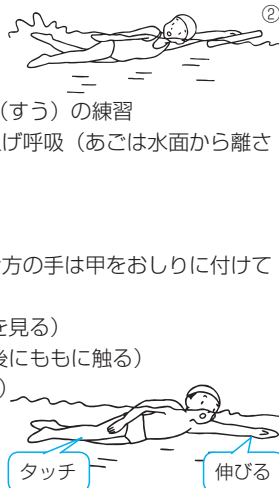 ②
(すう)の練習
げ呼吸(あごは水面から離さ
方の手は甲をおしりに付けて
を見る)
後にももに触る)
)
タッチ
伸びる